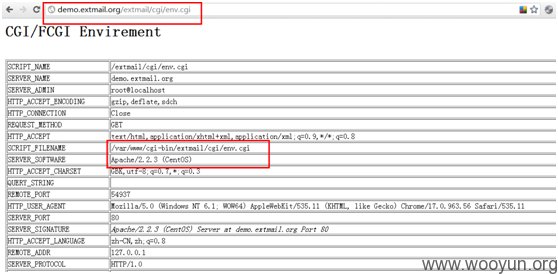 demo.extmail.org/extmail/cgi/env.cgi
CGI/FCGI Envirement
SCRIPT_NAME /extmail/cgi/env.cgi
SERVER_NAME demo.extmail.org
SERVER_ADMIN root@localhost
HTTP_ACCEPT_ENCODING gzip,deflate,sdch
HTTP_CONNECTION Close
REQUEST_METHOD GET
HTTP_ACCEPT text/html,application/xhtml+xml,application/xml;q=0.9,*/*;q=0.8
SCRIPT_FILENAME /var/www/cgi-bin/extmail/cgi/env.cgi
SERVER_SOFTWARE Apache/2.2.3 (CentOS)
HTTP_ACCEPT_CHARSET GBK,utf-8;q=0.7,*;q=0.3
QUERY_STRING
REMOTE_PORT 54937
HTTP_USER_AGENT Mozilla/5.0 (Windows NT 6.1; WOW64) AppleWebKit/535.11 (KHTML, like Gecko) Chrome/17.0.963.56 Safari/535.11
SERVER_PORT 80
SERVER_SIGNATURE Apache/2.2.3 (CentOS) Server at demo.extmail.org Port 80
HTTP_ACCEPT_LANGUAGE zh-CN,zh;q=0.8
REMOTE_ADDR 127.0.0.1
SERVER_PROTOCOL HTTP/1.0
www.wooyun.org